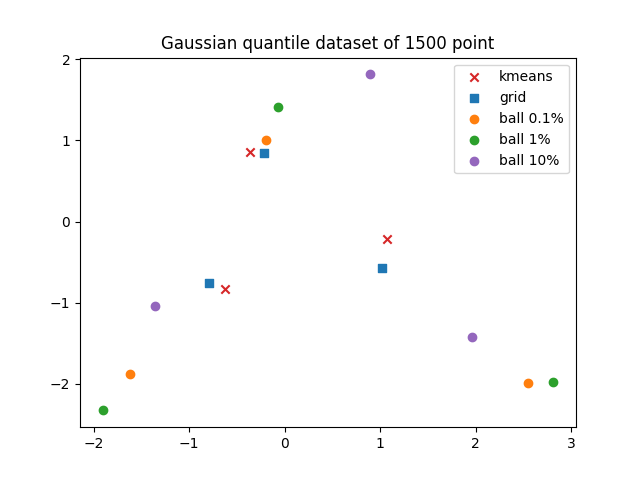 Gaussian quantile dataset of 1500 point
kmeans
grid
ball 0.1%
ball 1%
ball 10%
2
1
0
−1
−2
−2
−1
0
1
2
3